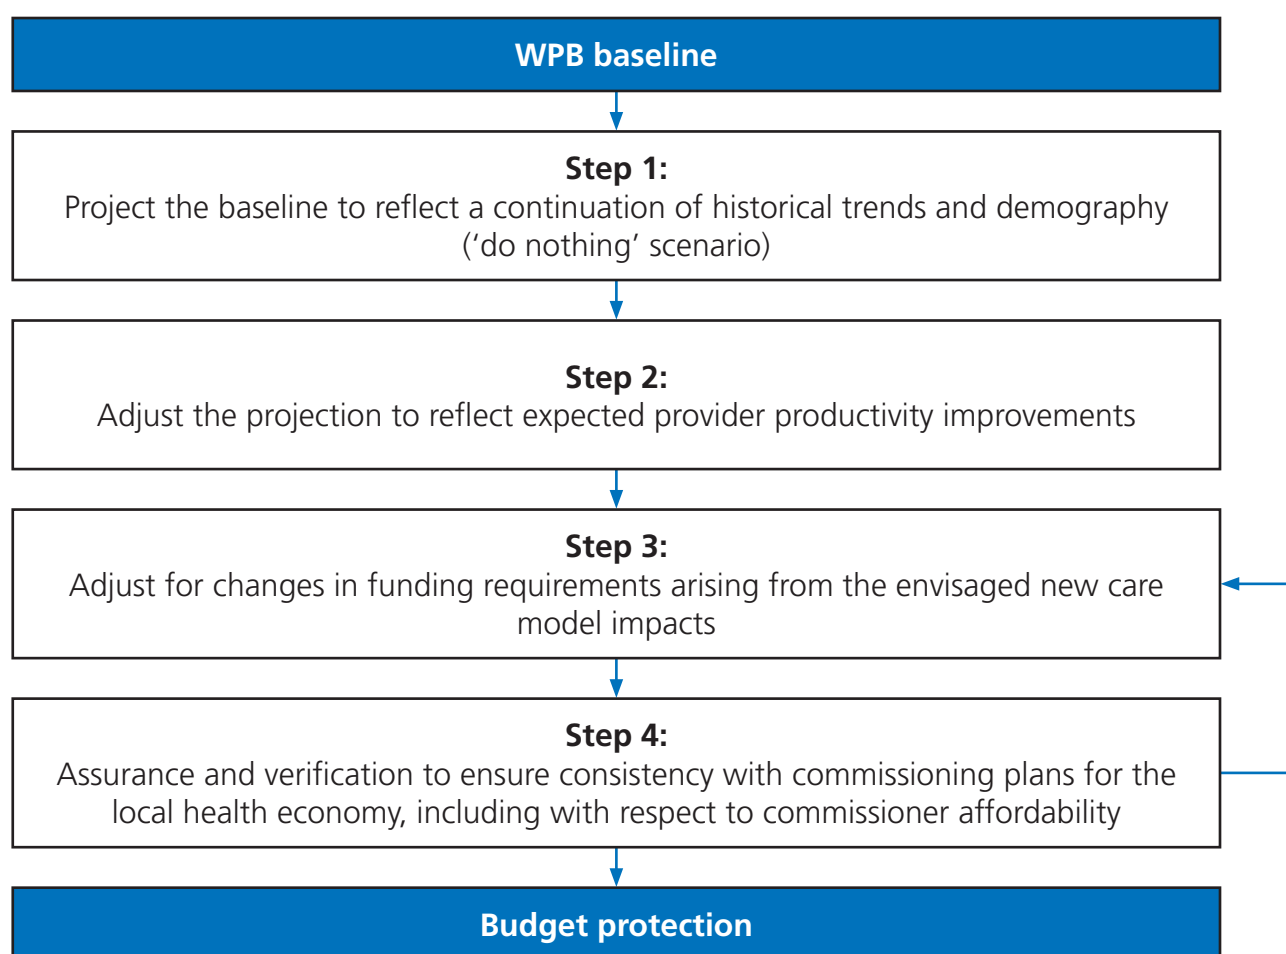 WPB baseline
Step 1:
Project the baseline to reflect a continuation of historical trends and demography
(‘do nothing’ scenario)
Step 2:
Adjust the projection to reflect expected provider productivity improvements
Step 3:
Adjust for changes in funding requirements arising from the envisaged new care
model impacts
Step 4:
Assurance and verification to ensure consistency with commissioning plans for the
local health economy, including with respect to commissioner affordability
Budget protection